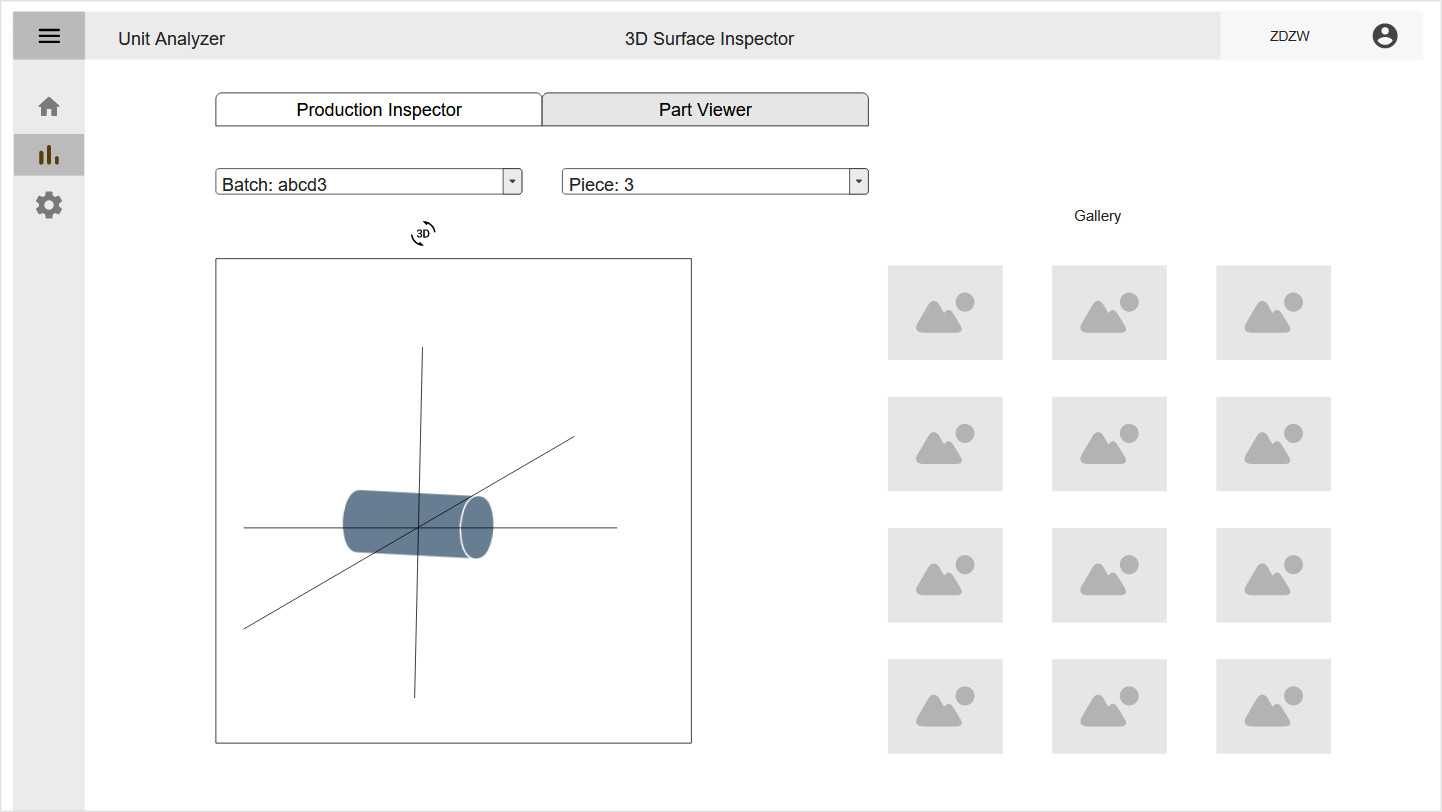 Unit Analyzer
3D Surface Inspector
ZDZW
Production Inspector
Part Viewer
Batch: abcd3
Piece: 3
Gallery
3D